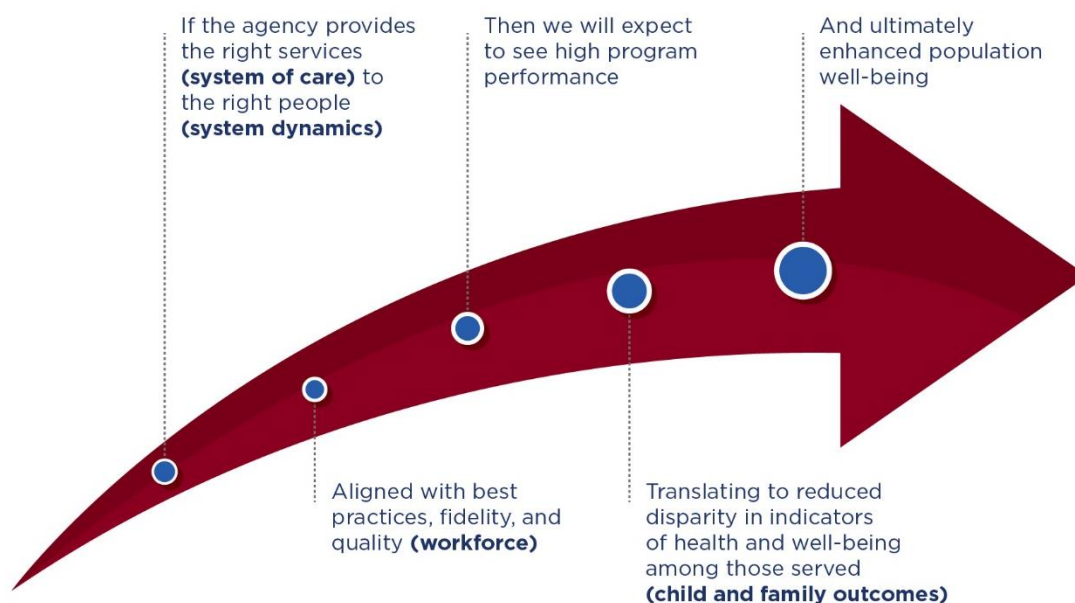 If the agency provides
the right services
(system of care) to
the right people
(system dynamics)
Aligned with best
practices, fidelity, and
quality (workforce)
Then we will expect
to see high program
performance
Translating to reduced
disparity in indicators
of health and well-being
among those served
(child and family outcomes)
And ultimately
enhanced population
well-being